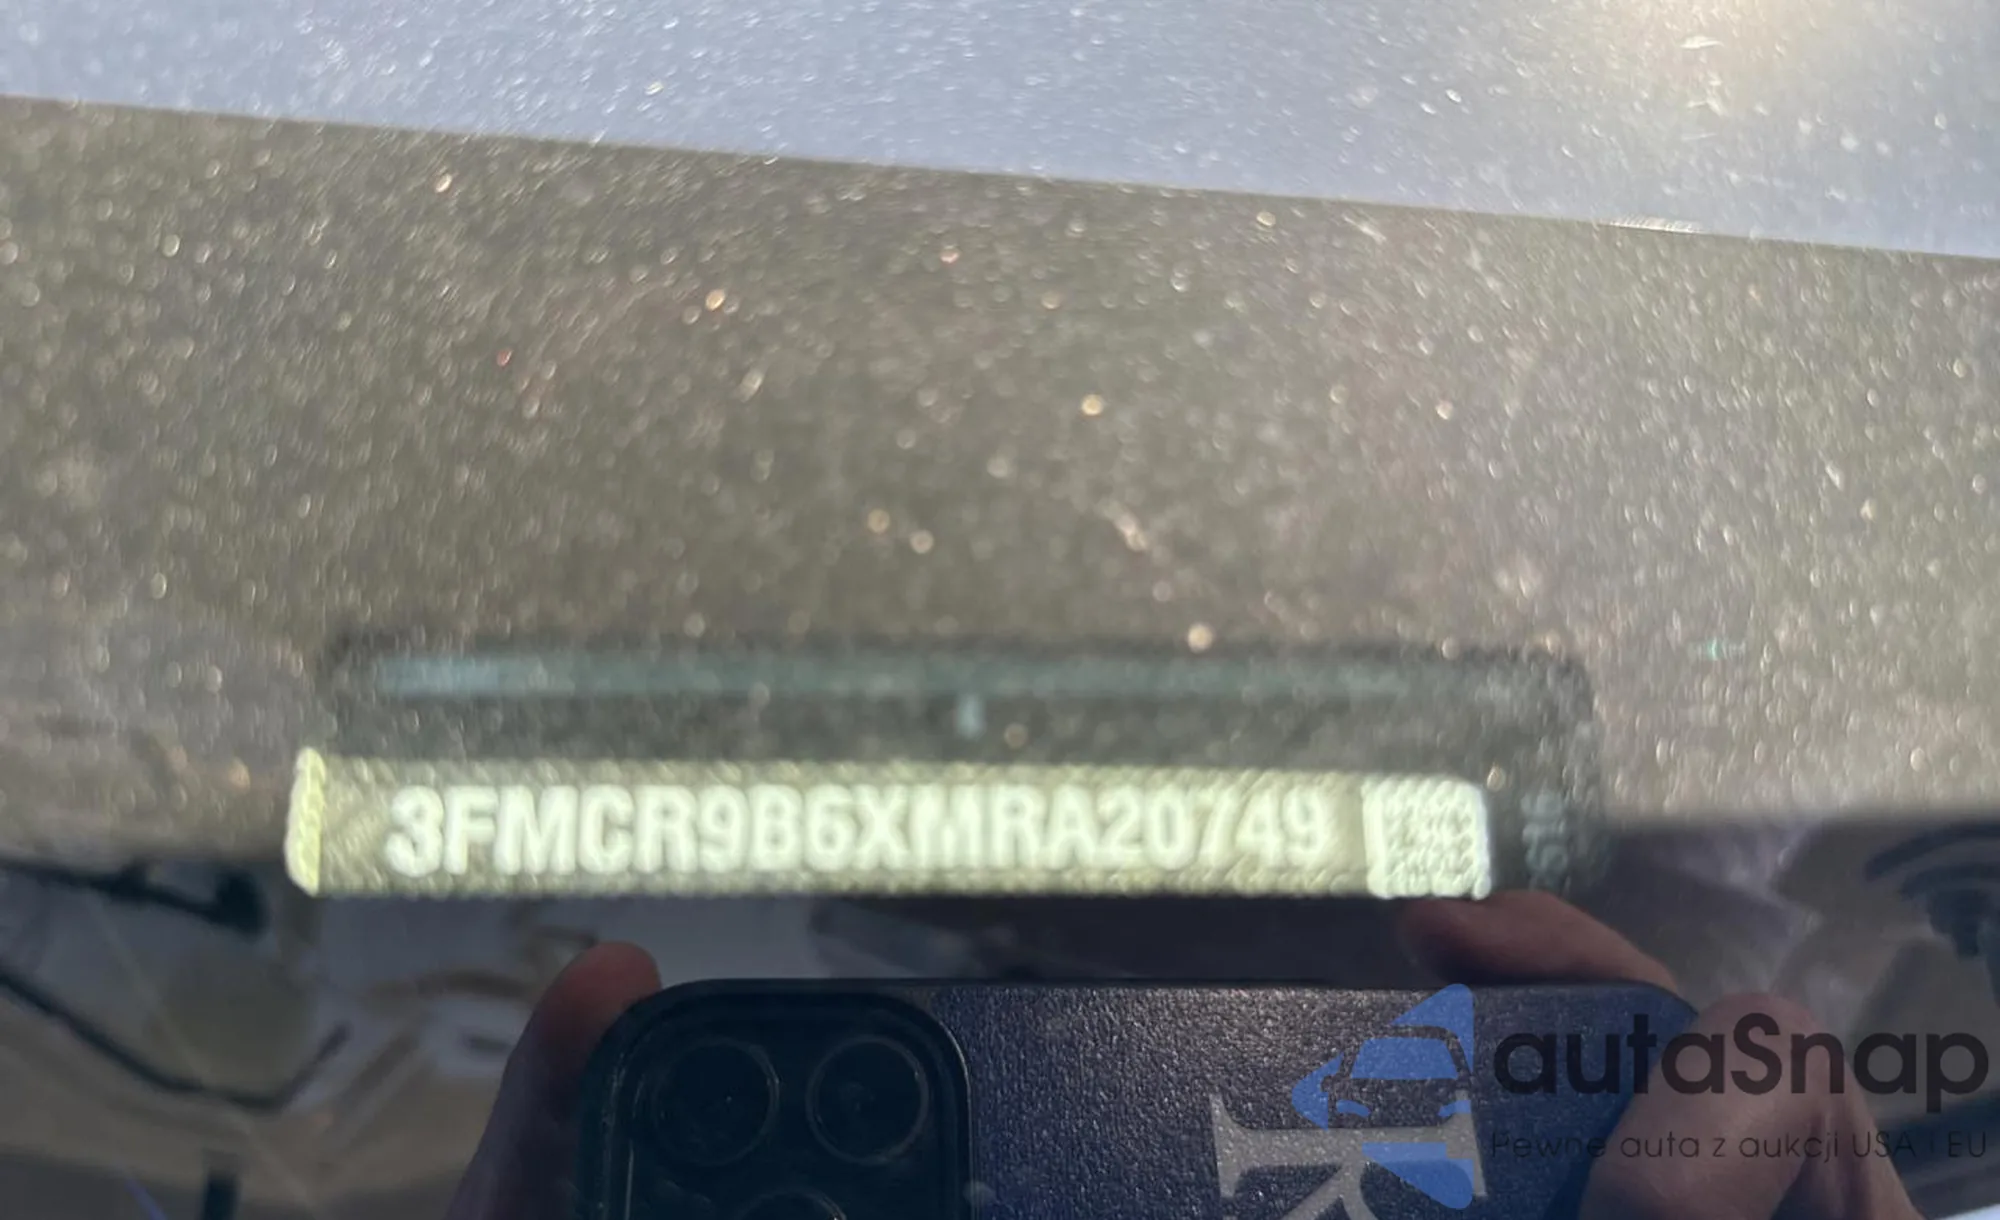 3FMCR9B6XMRA20749
autaSnap
Pewne auta z aukcji USA i EU